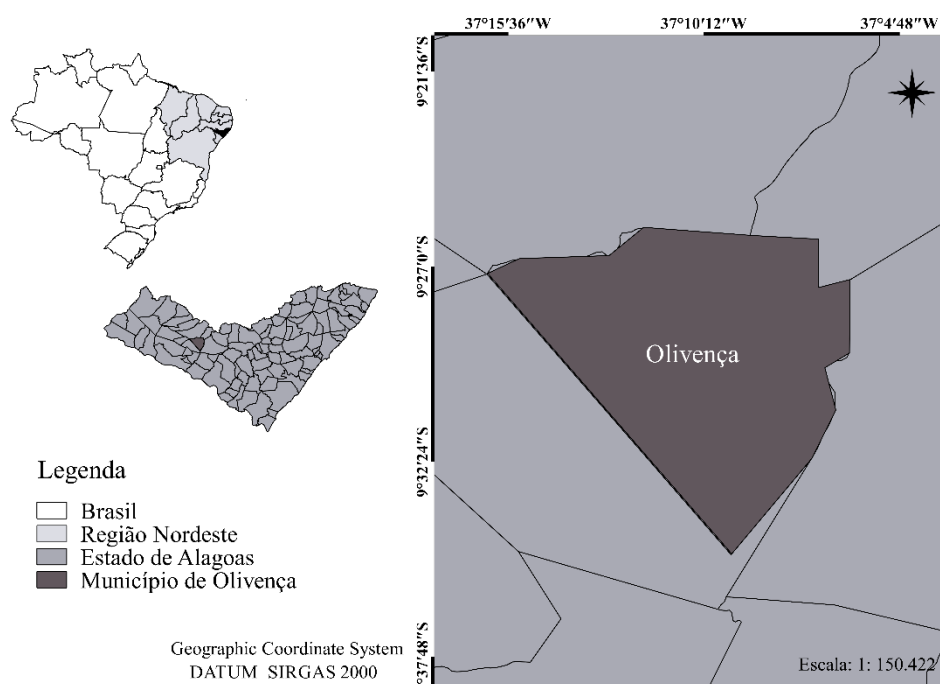 37°15′36″W
37°10′12″W
37°4′48″W
9°21′36″S
9°27′0″S
9°32′24″S
9°37′48″S
Olivença
Legenda
Brasil
Região Nordeste
Estado de Alagoas
Município de Olivença
Geographic Coordinate System
DATUM SIRGAS 2000
Escala: 1: 150.422